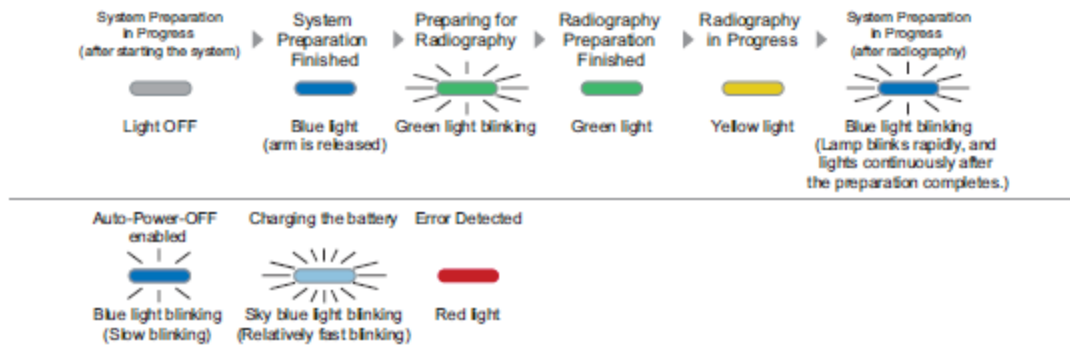 System Preparation
in Progress
(after starting the system)
System
Preparation
Finished
Preparing for
Radiography
Radiography
Preparation
Finished
Radiography
in Progress
System Preparation
in Progress
(after radiography)
Light OFF
Blue light
(arm is released)
Green light blinking
Green light
Yellow light
Blue light blinking
(Lamp blinks rapidly, and
lights continuously after
the preparation completes.)
Auto-Power-OFF
enabled
Charging the battery
Error Detected
Blue light blinking
(Slow blinking)
Sky blue light blinking
(Relatively fast blinking)
Red light